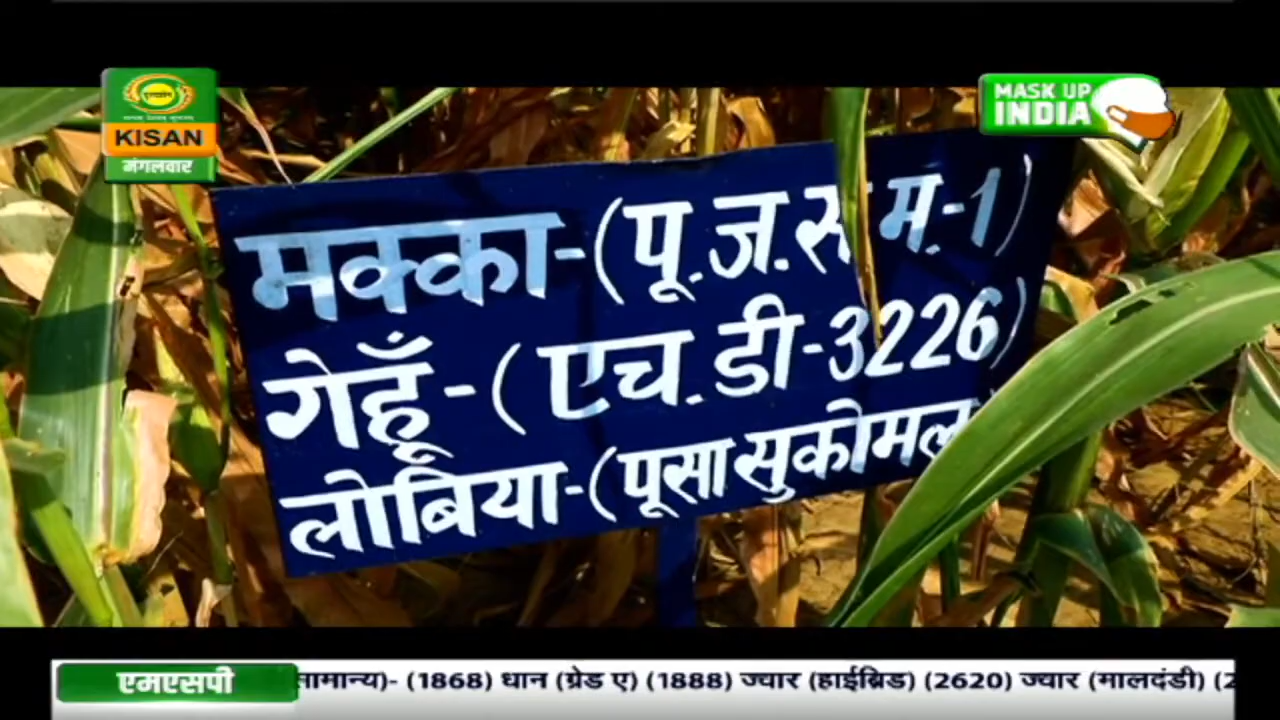 KISAN
मंगलवार
MASK UP
INDIA
मक्का-(पू.ज.स म.-1)
गेहूँ-(एच.डी-3226)
लोबिया-(पूसा सुकोमल)
एमएसपी
सामान्य)- (1868) धान (ग्रेड ए) (1888) ज्वार (हाईब्रिड) (2620) ज्वार (मालदंडी)